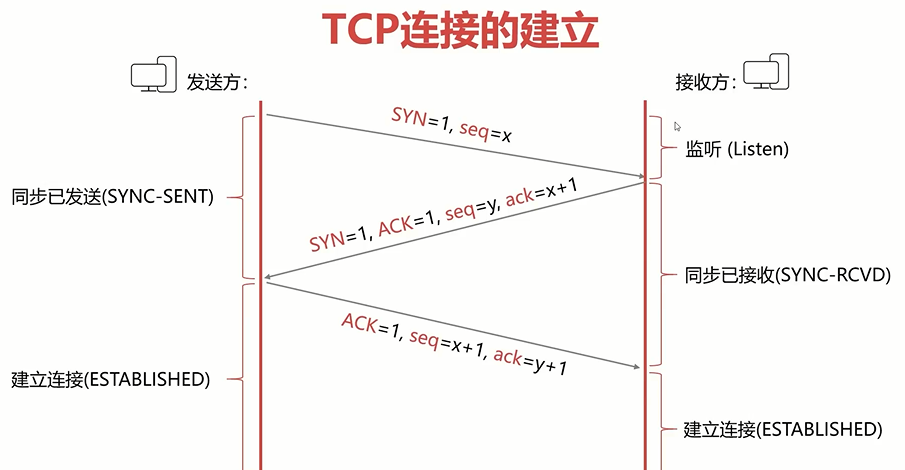 TCP连接的建立
发送方：
接收方：
SYN=1, seq=x
监听 (Listen)
同步已发送(SYNC-SENT)
SYN=1, ACK=1, seq=y, ack=x+1
同步已接收(SYNC-RCVD)
ACK=1, seq=x+1, ack=y+1
建立连接(ESTABLISHED)
建立连接(ESTABLISHED)